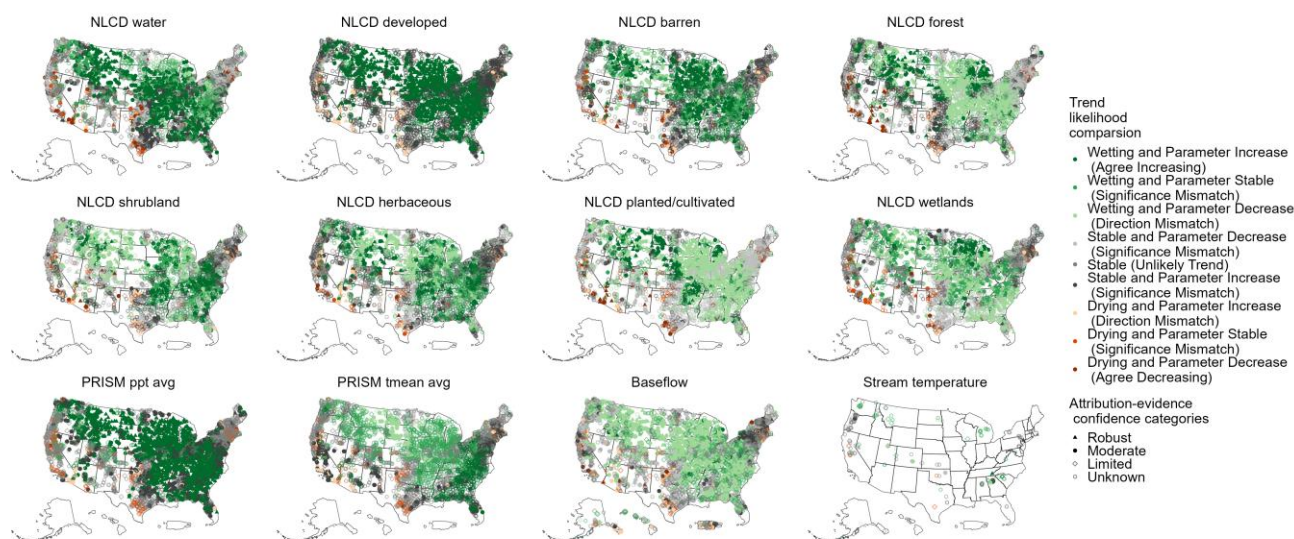 NLCD water
NLCD developed
NLCD barren
NLCD forest
NLCD shrubland
NLCD herbaceous
NLCD planted/cultivated
NLCD wetlands
PRISM ppt avg
PRISM tmean avg
Baseflow
Stream temperature
Trend
likelihood
comparsion
Wetting and Parameter Increase
(Agree Increasing)
Wetting and Parameter Stable
(Significance Mismatch)
Wetting and Parameter Decrease
(Direction Mismatch)
Stable and Parameter Decrease
(Significance Mismatch)
Stable (Unlikely Trend)
Stable and Parameter Increase
(Significance Mismatch)
Drying and Parameter Increase
(Direction Mismatch)
Drying and Parameter Stable
(Significance Mismatch)
Drying and Parameter Decrease
(Agree Decreasing)
Attribution-evidence
confidence categories
Robust
Moderate
Limited
Unknown